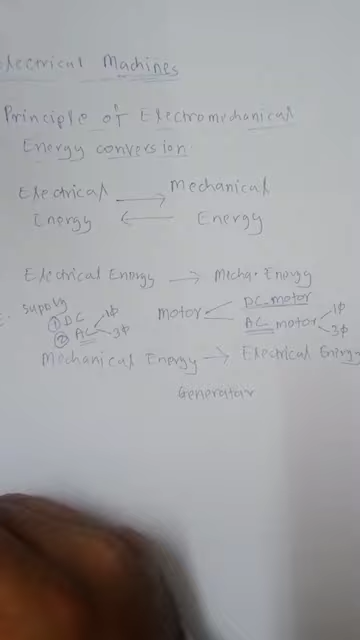 Electrical Machines
Principle of Electromechanical
Energy conversion.
Electrical → Mechanical
Energy ← Energy
Electrical Energy → Mecha. Energy
Supply
① DC
② AC 1Φ 3Φ
Motor DC motor
AC motor 1Φ 3Φ
Mechanical Energy → Electrical Energy
Generator